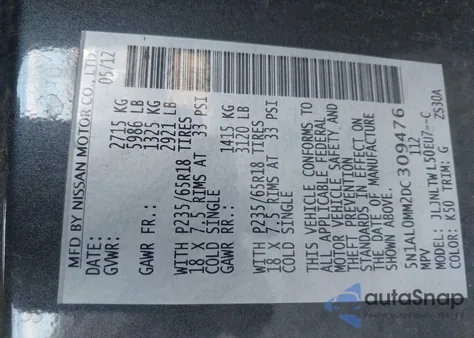 MFD BY NISSAN MOTOR CO., LTD.
DATE: 05/12
GVWR: 2715 KG
5986 LB
GAWR FR.: 1325 KG
2921 LB
WITH P235/65R18 TIRES
18 X 7.5 RIMS AT 33 PSI
COLD SINGLE
GAWR RR.: 1415 KG
3120 LB
WITH P235/65R18 TIRES
18 X 7.5 RIMS AT 33 PSI
COLD SINGLE
THIS VEHICLE CONFORMS TO
ALL APPLICABLE FEDERAL
MOTOR VEHICLE SAFETY AND
THEFT PREVENTION
STANDARDS IN EFFECT ON
THE DATE OF MANUFACTURE
SHOWN ABOVE.
5N1AL0MM2DC309476
MPV 112
MODEL: JLJNLTWL50EU7--C
COLOR: K50 TRIM: G ZS30A
autoSnap